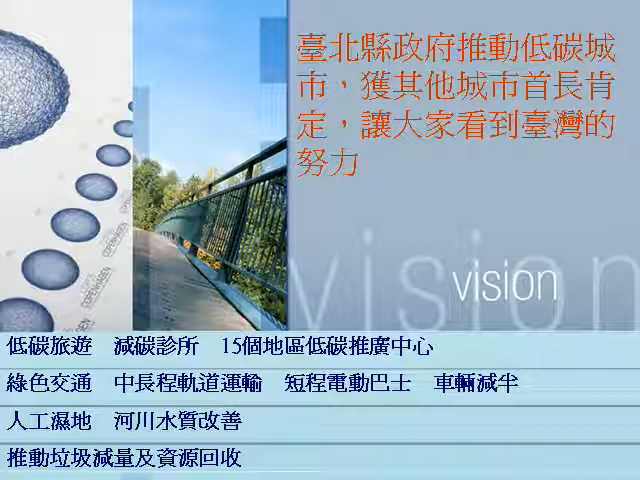 臺北縣政府推動低碳城
市，獲其他城市首長肯
定，讓大家看到臺灣的
努力
vision
vision
低碳旅遊 減碳診所 15個地區低碳推廣中心
綠色交通 中長程軌道運輸 短程電動巴士 車輛減半
人工濕地 河川水質改善
推動垃圾減量及資源回收